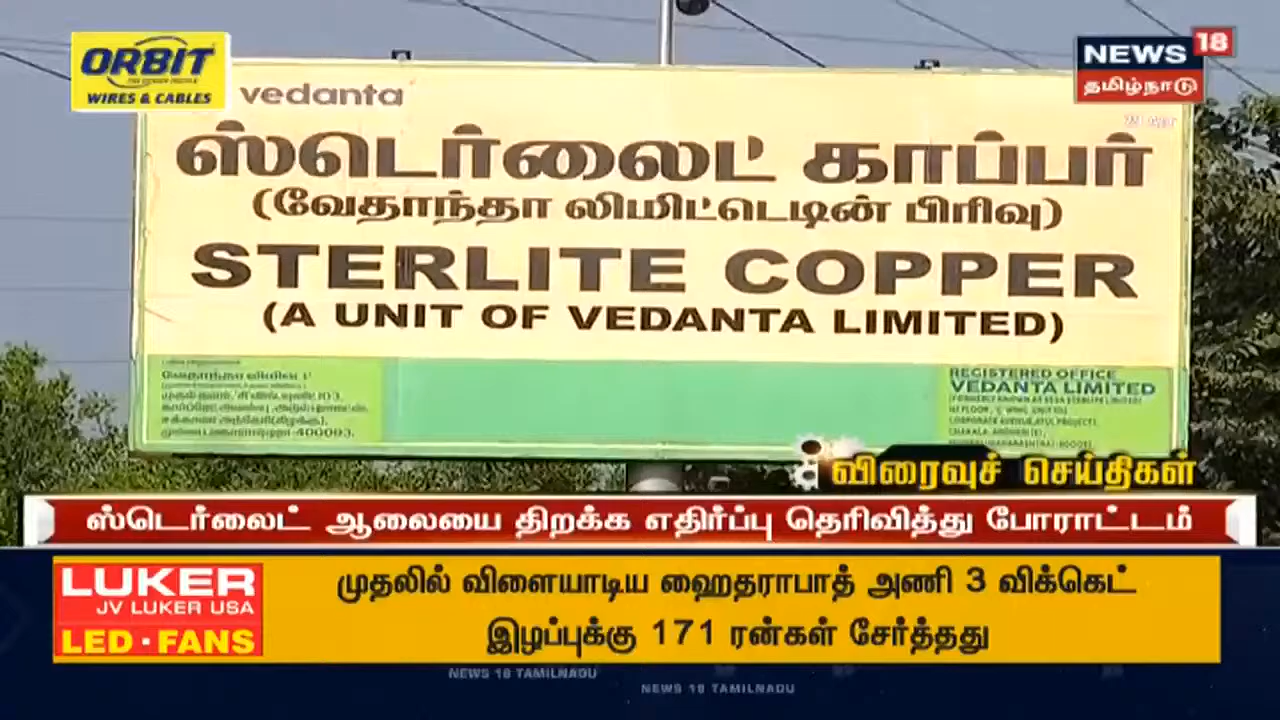 ORBIT
WIRES & CABLES
NEWS 18
தமிழ்நாடு
vedanta
ஸ்டெர்லைட் காப்பர்
(வேதாந்தா லிமிட்டெடின் பிரிவு)
STERLITE COPPER
(A UNIT OF VEDANTA LIMITED)
REGISTERED OFFICE
VEDANTA LIMITED
விரைவுச் செய்திகள்
ஸ்டெர்லைட் ஆலையை திறக்க எதிர்ப்பு தெரிவித்து போராட்டம்
LUKER
JV LUKER USA
LED·FANS
முதலில் விளையாடிய ஹைதராபாத் அணி 3 விக்கெட்
இழப்புக்கு 171 ரன்கள் சேர்த்தது
NEWS 18 TAMILNADU
NEWS 18 TAMILNADU